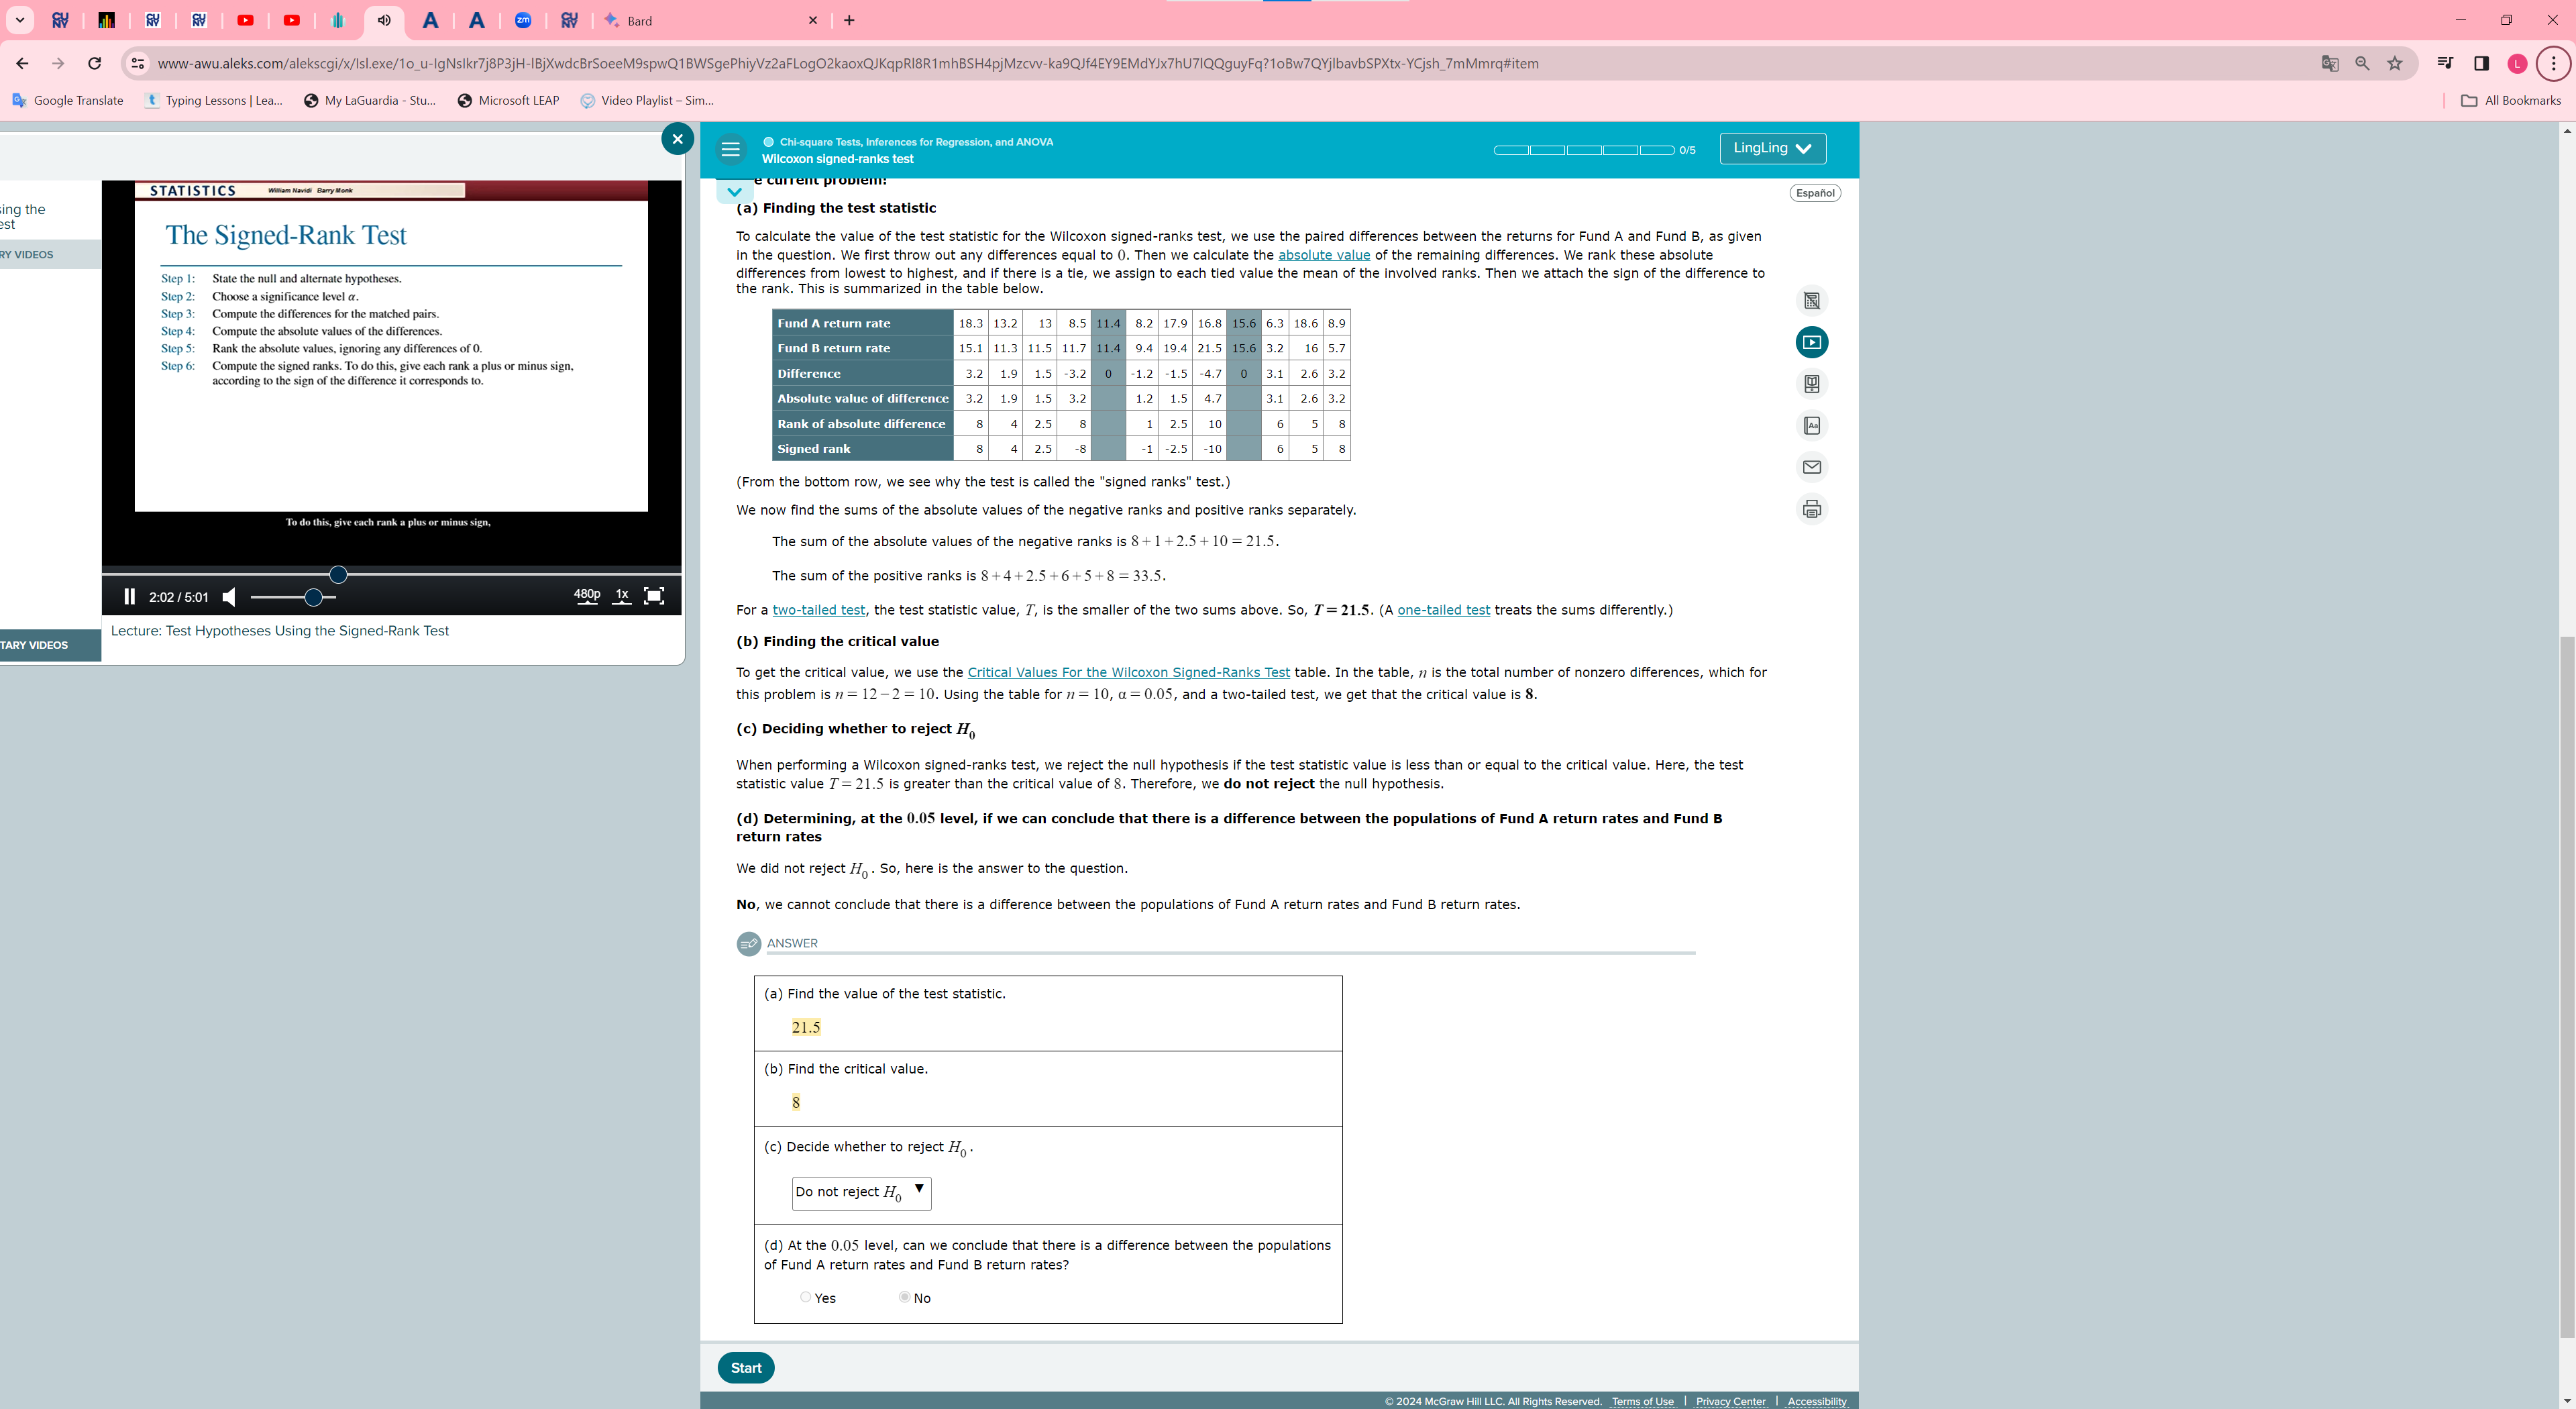 Bard
www-awu.aleks.com/alekscgi/x/Isl.exe/1o_u-IgNsIkr7j8P3jH-IBjXwdcBrSoeeM9spwQ1BWSgePhiyVz2aFLogO2kaoxQJKqpRl8R1mhBSH4pjMzcvv-ka9QJf4EY9EMdYJx7hU7lQQguyFq?1oBw7QYjlbavbSPXtx-YCjsh_7mMmrq#item
Google Translate
Typing Lessons | Lea...
My LaGuardia - Stu...
Microsoft LEAP
Video Playlist – Sim...
All Bookmarks
L
Chi-square Tests, Inferences for Regression, and ANOVA
Wilcoxon signed-ranks test
0/5
LingLing
Español
ing the
est
RY VIDEOS
TARY VIDEOS
STATISTICS William Navidi Barry Monk
The Signed-Rank Test
Step 1: State the null and alternate hypotheses.
Step 2: Choose a significance level α.
Step 3: Compute the differences for the matched pairs.
Step 4: Compute the absolute values of the differences.
Step 5: Rank the absolute values, ignoring any differences of 0.
Step 6: Compute the signed ranks. To do this, give each rank a plus or minus sign,
according to the sign of the difference it corresponds to.
To do this, give each rank a plus or minus sign,
2:02 / 5:01
480p 1x
Lecture: Test Hypotheses Using the Signed-Rank Test
e current problem:
(a) Finding the test statistic
To calculate the value of the test statistic for the Wilcoxon signed-ranks test, we use the paired differences between the returns for Fund A and Fund B, as given
in the question. We first throw out any differences equal to 0. Then we calculate the absolute value of the remaining differences. We rank these absolute
differences from lowest to highest, and if there is a tie, we assign to each tied value the mean of the involved ranks. Then we attach the sign of the difference to
the rank. This is summarized in the table below.
Fund A return rate 18.3 13.2 13 8.5 11.4 8.2 17.9 16.8 15.6 6.3 18.6 8.9
Fund B return rate 15.1 11.3 11.5 11.7 11.4 9.4 19.4 21.5 15.6 3.2 16 5.7
Difference 3.2 1.9 1.5 -3.2 0 -1.2 -1.5 -4.7 0 3.1 2.6 3.2
Absolute value of difference 3.2 1.9 1.5 3.2 1.2 1.5 4.7 3.1 2.6 3.2
Rank of absolute difference 8 4 2.5 8 1 2.5 10 6 5 8
Signed rank 8 4 2.5 -8 -1 -2.5 -10 6 5 8
(From the bottom row, we see why the test is called the "signed ranks" test.)
We now find the sums of the absolute values of the negative ranks and positive ranks separately.
The sum of the absolute values of the negative ranks is 8+1+2.5+10 = 21.5.
The sum of the positive ranks is 8+4+2.5+6+5+8 = 33.5.
For a two-tailed test, the test statistic value, T, is the smaller of the two sums above. So, T = 21.5. (A one-tailed test treats the sums differently.)
(b) Finding the critical value
To get the critical value, we use the Critical Values For the Wilcoxon Signed-Ranks Test table. In the table, n is the total number of nonzero differences, which for
this problem is n = 12−2 = 10. Using the table for n = 10, α = 0.05, and a two-tailed test, we get that the critical value is 8.
(c) Deciding whether to reject H0
When performing a Wilcoxon signed-ranks test, we reject the null hypothesis if the test statistic value is less than or equal to the critical value. Here, the test
statistic value T = 21.5 is greater than the critical value of 8. Therefore, we do not reject the null hypothesis.
(d) Determining, at the 0.05 level, if we can conclude that there is a difference between the populations of Fund A return rates and Fund B
return rates
We did not reject H0. So, here is the answer to the question.
No, we cannot conclude that there is a difference between the populations of Fund A return rates and Fund B return rates.
ANSWER
(a) Find the value of the test statistic.
21.5
(b) Find the critical value.
8
(c) Decide whether to reject H0.
Do not reject H0 ▼
(d) At the 0.05 level, can we conclude that there is a difference between the populations
of Fund A return rates and Fund B return rates?
Yes No
Start
© 2024 McGraw Hill LLC. All Rights Reserved. Terms of Use | Privacy Center | Accessibility